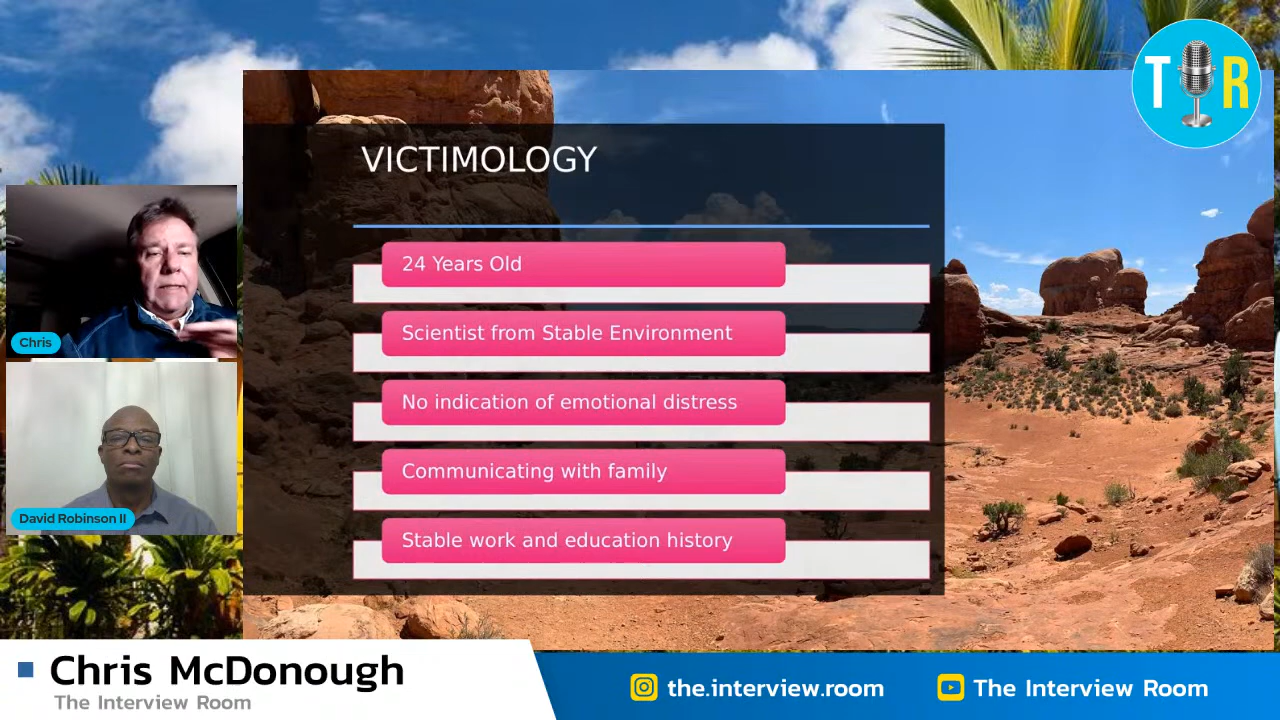 T R
VICTIMOLOGY
24 Years Old
Scientist from Stable Environment
No indication of emotional distress
Communicating with family
Stable work and education history
Chris
David Robinson II
Chris McDonough
The Interview Room
the.interview.room
The Interview Room